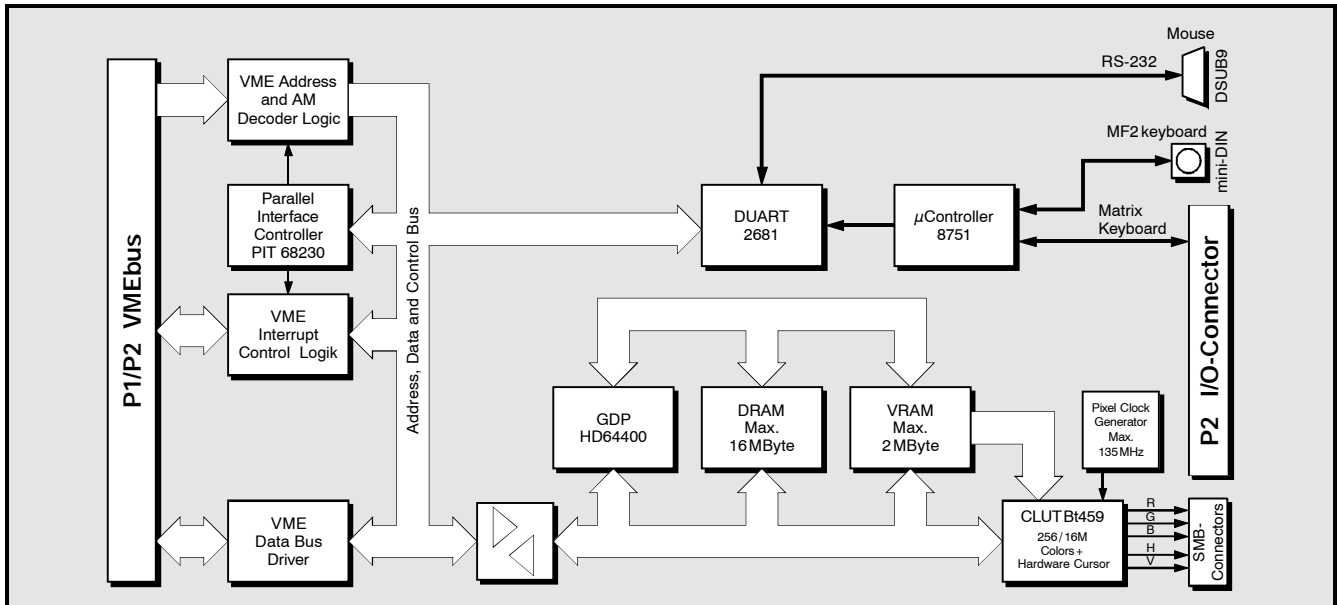 P1/P2 VMEbus
VME Address
and AM
Decoder Logic
Parallel
Interface
Controller
PIT 68230
VME
Interrupt
Control Logik
VME
Data Bus
Driver
Address, Data and Control Bus
DUART
2681
µController
8751
RS-232
Mouse
DSUB9
MF2 keyboard
mini-DIN
Matrix
Keyboard
P2 I/O-Connector
GDP
HD64400
DRAM
Max.
16 MByte
VRAM
Max.
2 MByte
Pixel Clock
Generator
Max.
135 MHz
CLUT Bt459
256 / 16M
Colors +
Hardware Cursor
R
G
B
H
V
SMB-
Connectors